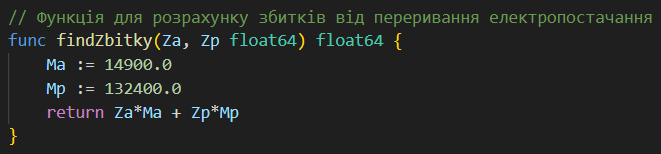 // Функція для розрахунку збитків від переривання електропостачання
func findZbitky(Za, Zp float64) float64 {
    Ma := 14900.0
    Mp := 132400.0
    return Za*Ma + Zp*Mp
}